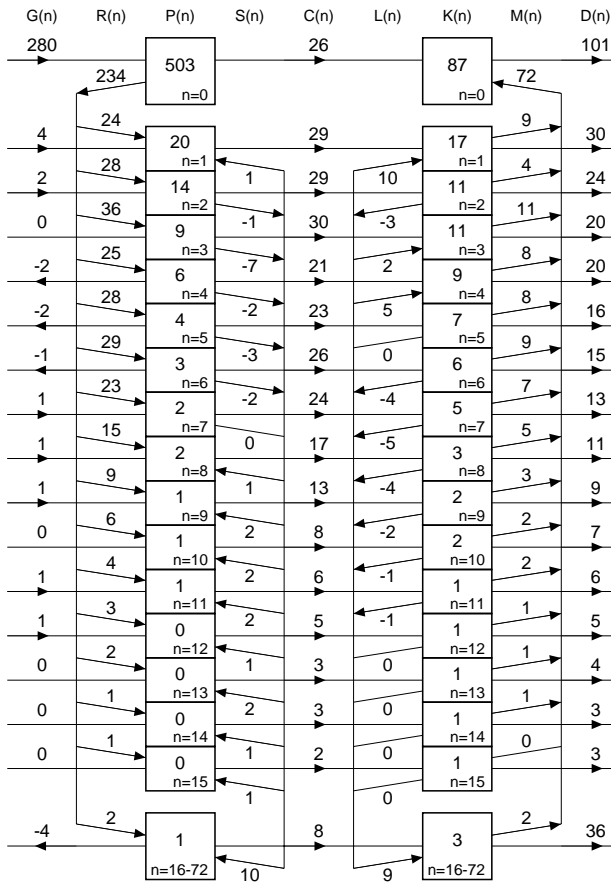 G(n) R(n) P(n) S(n) C(n) L(n) K(n) M(n) D(n)
280 26 101
503 87
234 72
n=0 n=0
24 9
4 29 30
20 17
n=1 n=1
28 1 10 4
2 29 24
14 11
n=2 n=2
36 -1 -3 11
0 30 20
9 11
n=3 n=3
25 -7 2 8
-2 21 20
6 9
n=4 n=4
28 -2 5 8
-2 23 16
4 7
n=5 n=5
29 -3 0 9
-1 26 15
3 6
n=6 n=6
23 -2 -4 7
1 24 13
2 5
n=7 n=7
15 0 -5 5
1 17 11
2 3
n=8 n=8
9 1 -4 3
1 13 9
1 2
n=9 n=9
6 2 -2 2
0 8 7
1 2
n=10 n=10
4 2 -1 2
1 6 6
1 1
n=11 n=11
3 2 -1 1
1 5 5
0 1
n=12 n=12
2 1 0 1
0 3 4
0 1
n=13 n=13
1 2 0 1
0 3 3
0 1
n=14 n=14
1 1 0 0
0 2 3
0 1
n=15 n=15
1 0
2 2
-4 8 36
1 3
n=16-72 n=16-72
10 9